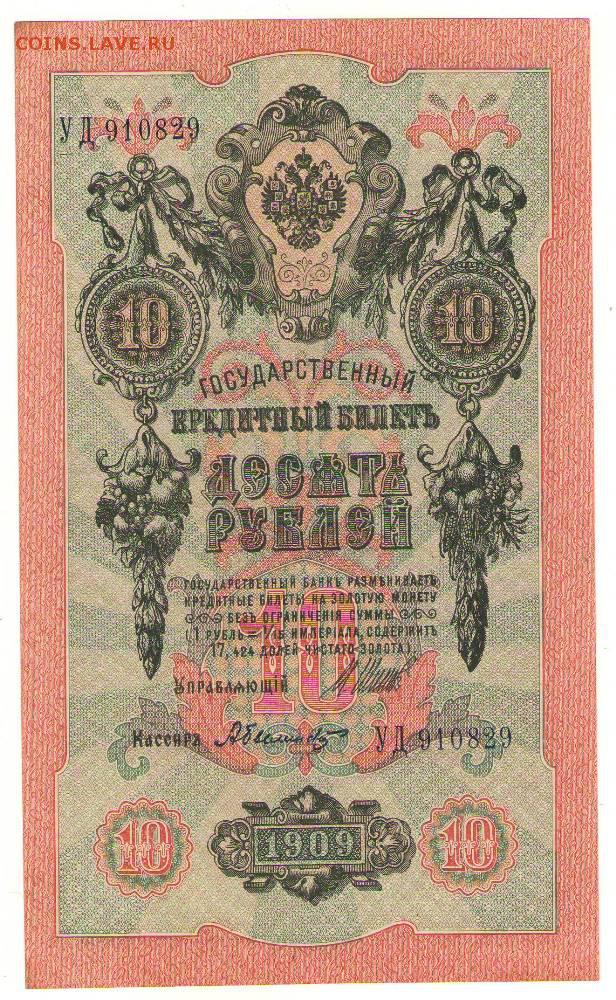 COINS.LAVE.RU
УД 910829
10 10
ГОСУДАРСТВЕННЫЙ
КРЕДИТНЫЙ БИЛЕТЪ
ДЕСЯТЬ
РУБЛЕЙ
ГОСУДАРСТВЕННЫЙ БАНКЪ РАЗМѢНИВАЕТЪ
КРЕДИТНЫЕ БИЛЕТЫ НА ЗОЛОТУЮ МОНЕТУ
БЕЗЪ ОГРАНИЧЕНІЯ СУММЫ
(1 РУБЛЬ = 1/15 ИМПЕРІАЛА, СОДЕРЖИТЪ
17,424 ДОЛЕЙ ЧИСТАГО ЗОЛОТА).
10
УПРАВЛЯЮЩІЙ
КАССИРЪ
УД 910829
10 1909 10